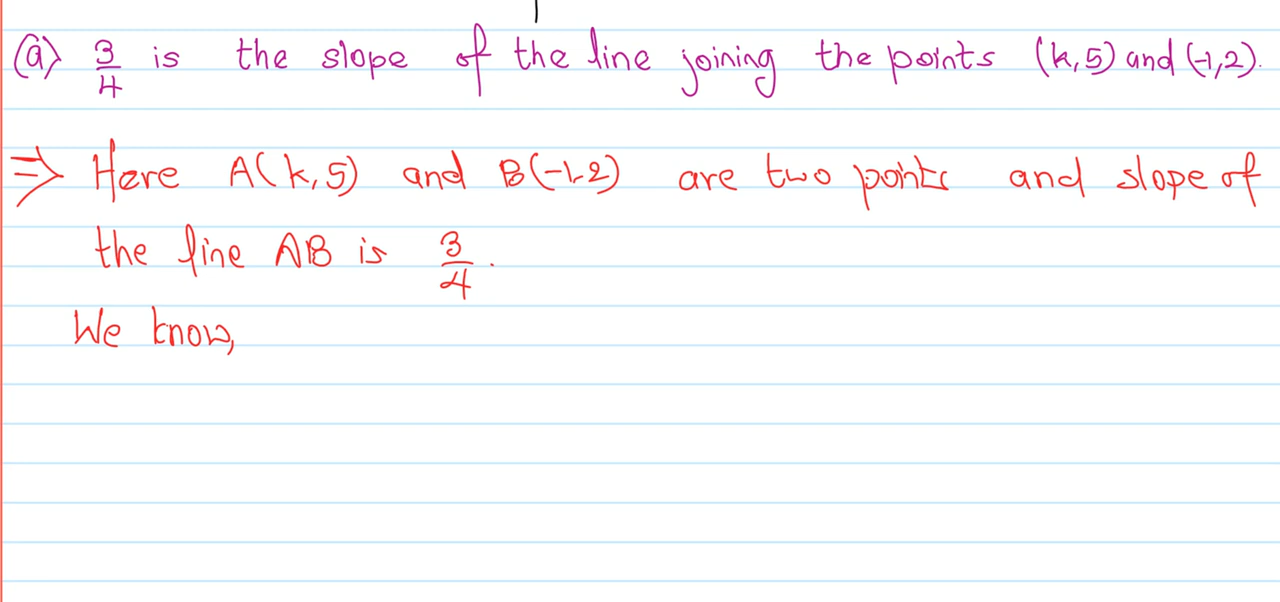 (a) 3/4 is the slope of the line joining the points (k,5) and (-1,2).
⇒ Here A(k,5) and B(-1,2) are two points and slope of
the line AB is 3/4.
We know,